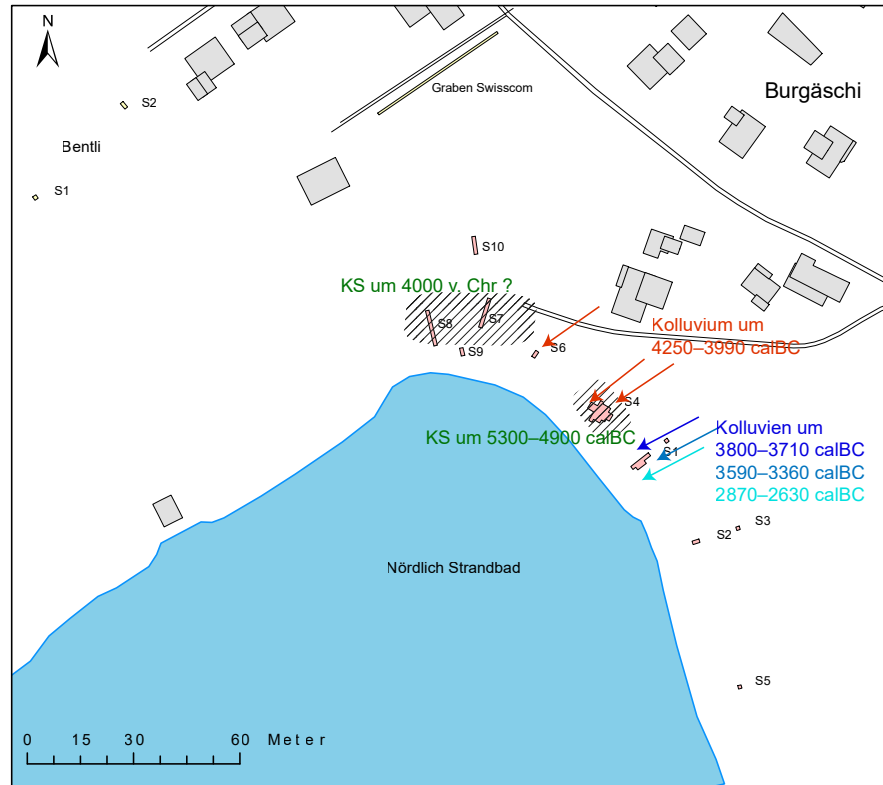 N
S2
Graben Swisscom
Burgäschi
Bentli
S1
S10
KS um 4000 v. Chr ?
S8
S7
S9
S6
Kolluvium um
4250–3990 calBC
S4
KS um 5300–4900 calBC
S1
Kolluvien um
3800–3710 calBC
3590–3360 calBC
2870–2630 calBC
S3
S2
Nördlich Strandbad
S5
0 15 30 60 Meter